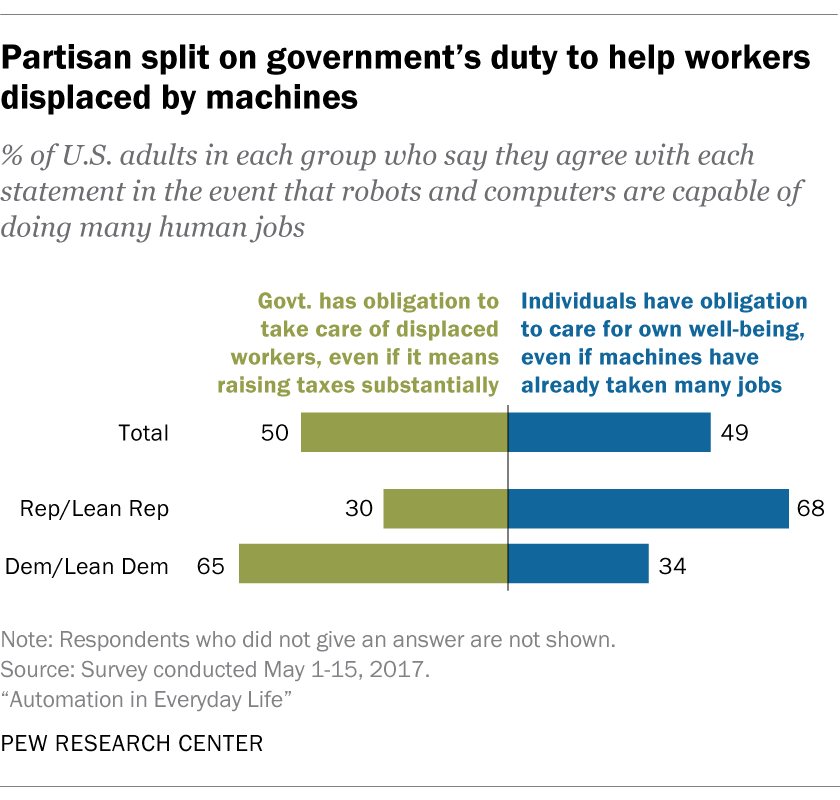 Partisan split on government’s duty to help workers
displaced by machines
% of U.S. adults in each group who say they agree with each
statement in the event that robots and computers are capable of
doing many human jobs
Govt. has obligation to
take care of displaced
workers, even if it means
raising taxes substantially
Individuals have obligation
to care for own well-being,
even if machines have
already taken many jobs
Total 50 49
Rep/Lean Rep 30 68
Dem/Lean Dem 65 34
Note: Respondents who did not give an answer are not shown.
Source: Survey conducted May 1-15, 2017.
“Automation in Everyday Life”
PEW RESEARCH CENTER